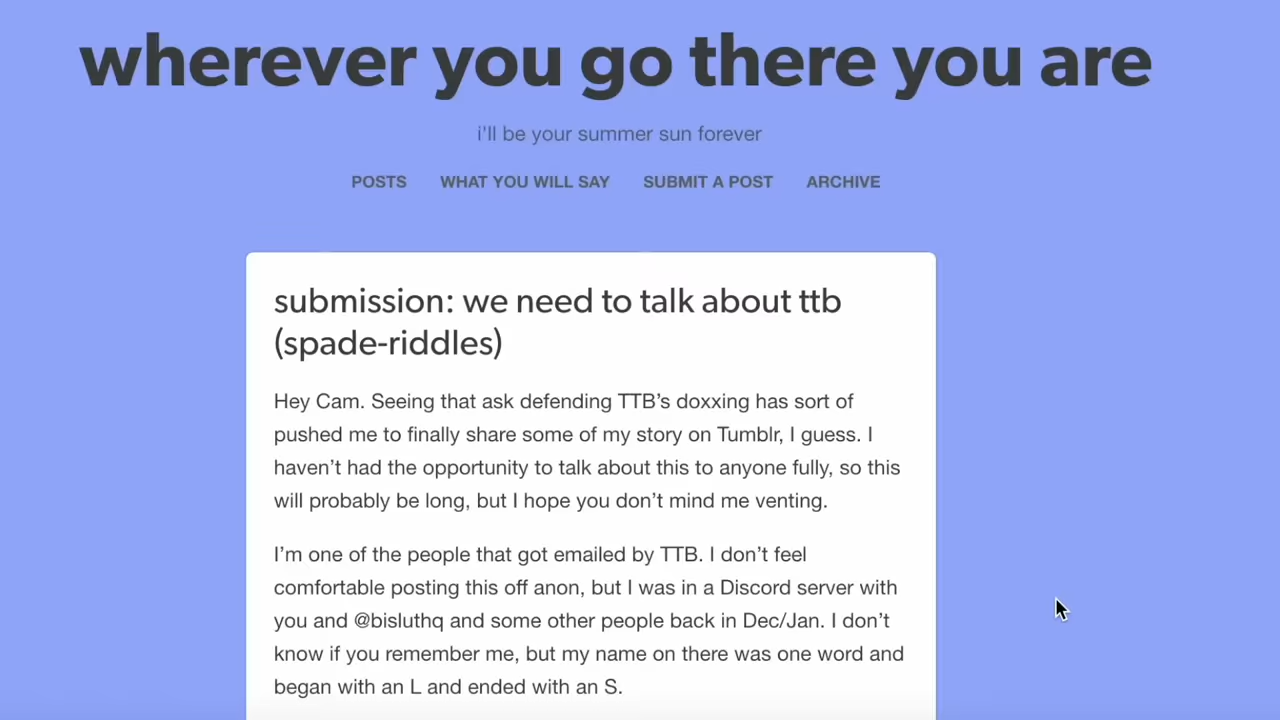 wherever you go there you are
i'll be your summer sun forever
POSTS WHAT YOU WILL SAY SUBMIT A POST ARCHIVE
submission: we need to talk about ttb
(spade-riddles)
Hey Cam. Seeing that ask defending TTB’s doxxing has sort of
pushed me to finally share some of my story on Tumblr, I guess. I
haven’t had the opportunity to talk about this to anyone fully, so this
will probably be long, but I hope you don’t mind me venting.
I’m one of the people that got emailed by TTB. I don’t feel
comfortable posting this off anon, but I was in a Discord server with
you and @bisluthq and some other people back in Dec/Jan. I don’t
know if you remember me, but my name on there was one word and
began with an L and ended with an S.